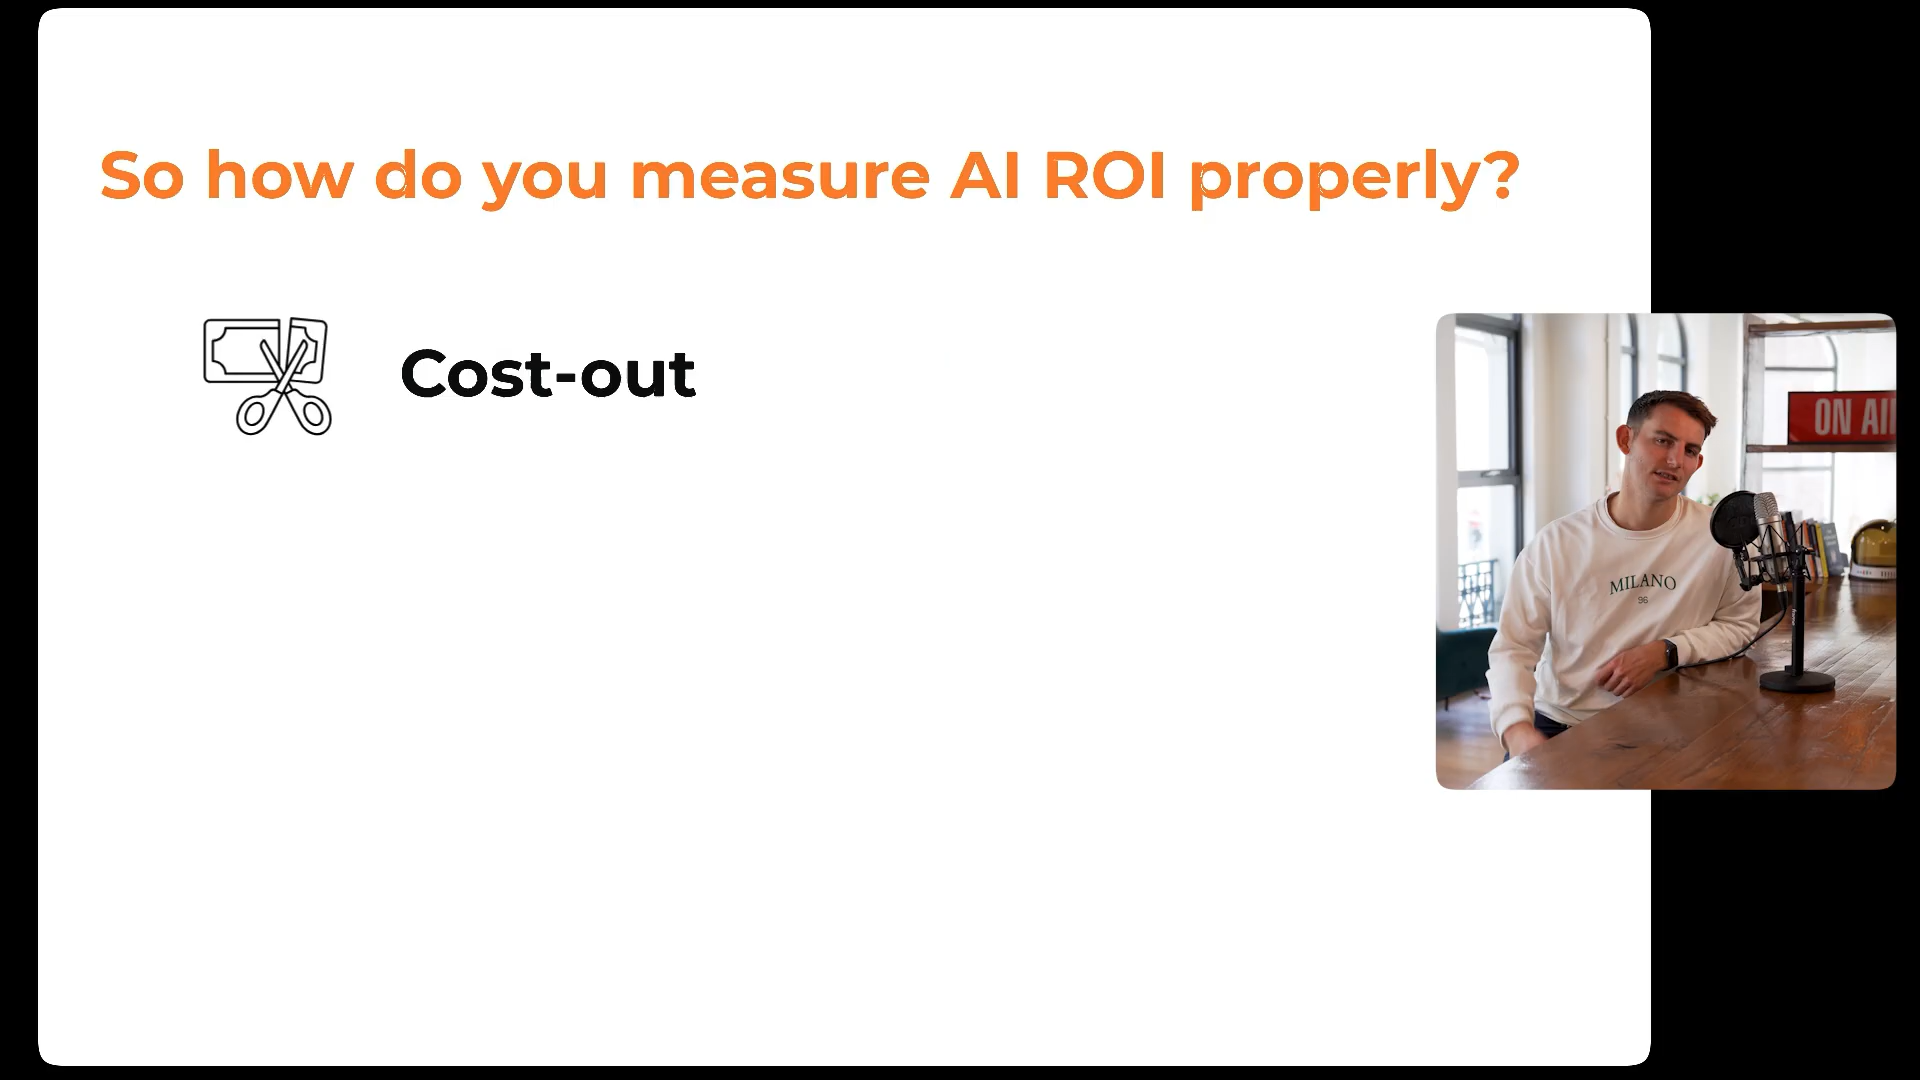 So how do you measure AI ROI properly?
Cost-out
ON AI
MILANO
96